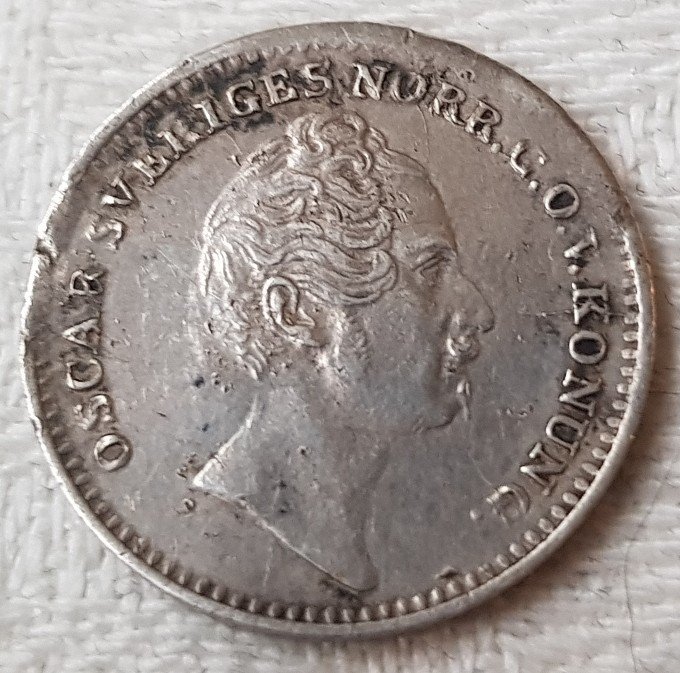 OSCAR SVERIGES NORR. G. O. V. KONUNG.